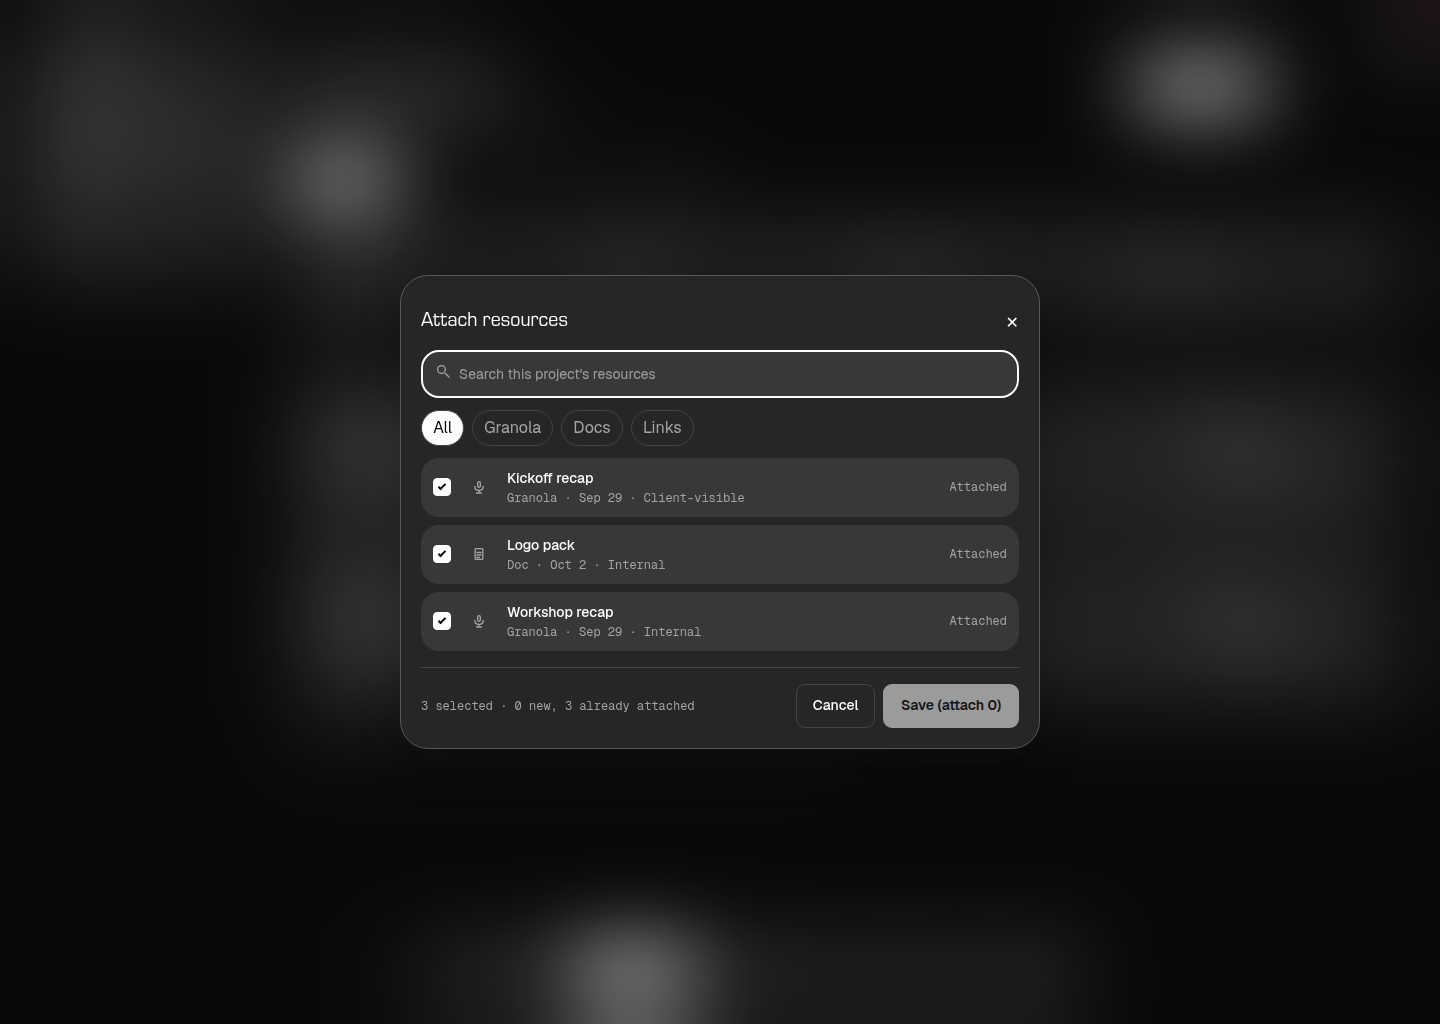 Attach resources
Search this project's resources
All Granola Docs Links
Kickoff recap
Granola · Sep 29 · Client-visible
Attached
Logo pack
Doc · Oct 2 · Internal
Attached
Workshop recap
Granola · Sep 29 · Internal
Attached
3 selected · 0 new, 3 already attached
Cancel
Save (attach 0)